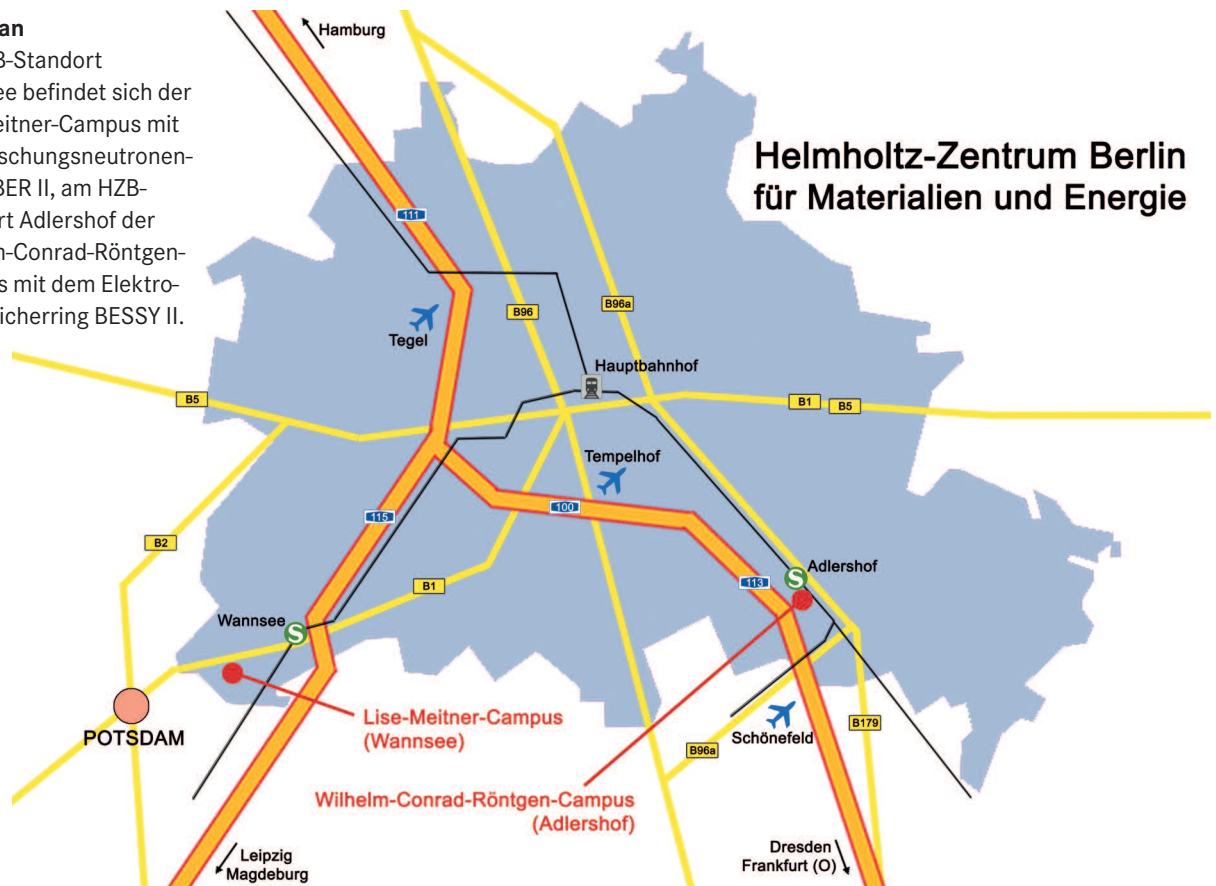 an
B-Standort
ee befindet sich der
eitner-Campus mit
schungsneutronen-
BER II, am HZB-
rt Adlershof der
n-Conrad-Röntgen-
s mit dem Elektro-
icherring BESSY II.
Hamburg
Helmholtz-Zentrum Berlin
für Materialien und Energie
111
Tegel
B96
B96a
Hauptbahnhof
B5
B1
B5
Tempelhof
115
100
B2
B1
113
Adlershof
S
Wannsee
S
POTSDAM
Lise-Meitner-Campus
(Wannsee)
Schönefeld
B179
B96a
Wilhelm-Conrad-Röntgen-Campus
(Adlershof)
Leipzig
Magdeburg
Dresden
Frankfurt (O)